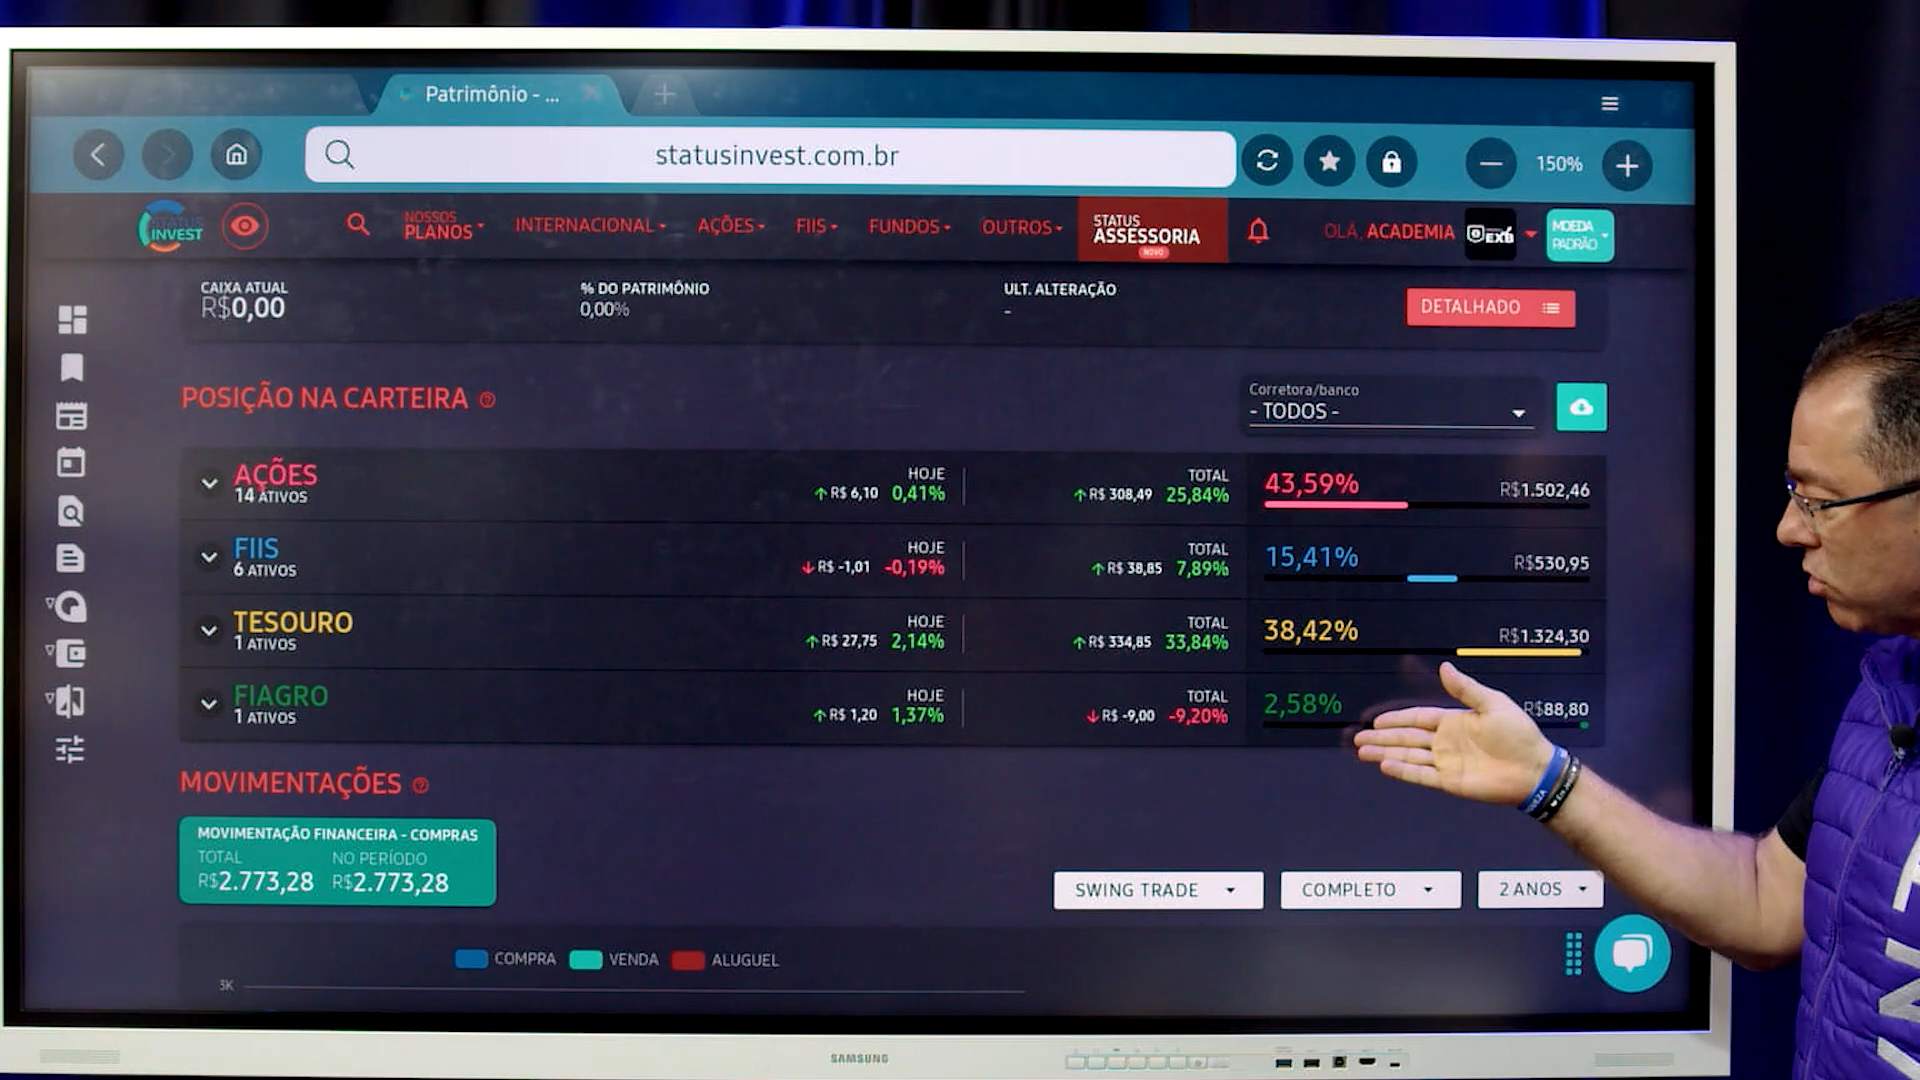 Patrimônio - ...
statusinvest.com.br
150%
STATUS
INVEST
NOSSOS
PLANOS
INTERNACIONAL
AÇÕES
FIIS
FUNDOS
OUTROS
STATUS
ASSESSORIA
NOVO
OLÁ, ACADEMIA
EXB
MOEDA
PADRÃO
CAIXA ATUAL
R$0,00
% DO PATRIMÔNIO
0,00%
ULT. ALTERAÇÃO
-
DETALHADO
POSIÇÃO NA CARTEIRA
Corretora/banco
- TODOS -
AÇÕES
14 ATIVOS
HOJE
R$ 6,10 0,41%
TOTAL
R$ 308,49 25,84%
43,59%
R$1.502,46
FIIS
6 ATIVOS
HOJE
R$ -1,01 -0,19%
TOTAL
R$ 38,85 7,89%
15,41%
R$530,95
TESOURO
1 ATIVOS
HOJE
R$ 27,75 2,14%
TOTAL
R$ 334,85 33,84%
38,42%
R$1.324,30
FIAGRO
1 ATIVOS
HOJE
R$ 1,20 1,37%
TOTAL
R$ -9,00 -9,20%
2,58%
R$88,80
MOVIMENTAÇÕES
MOVIMENTAÇÃO FINANCEIRA - COMPRAS
TOTAL
R$2.773,28
NO PERÍODO
R$2.773,28
SWING TRADE
COMPLETO
2 ANOS
COMPRA
VENDA
ALUGUEL
3K
SAMSUNG